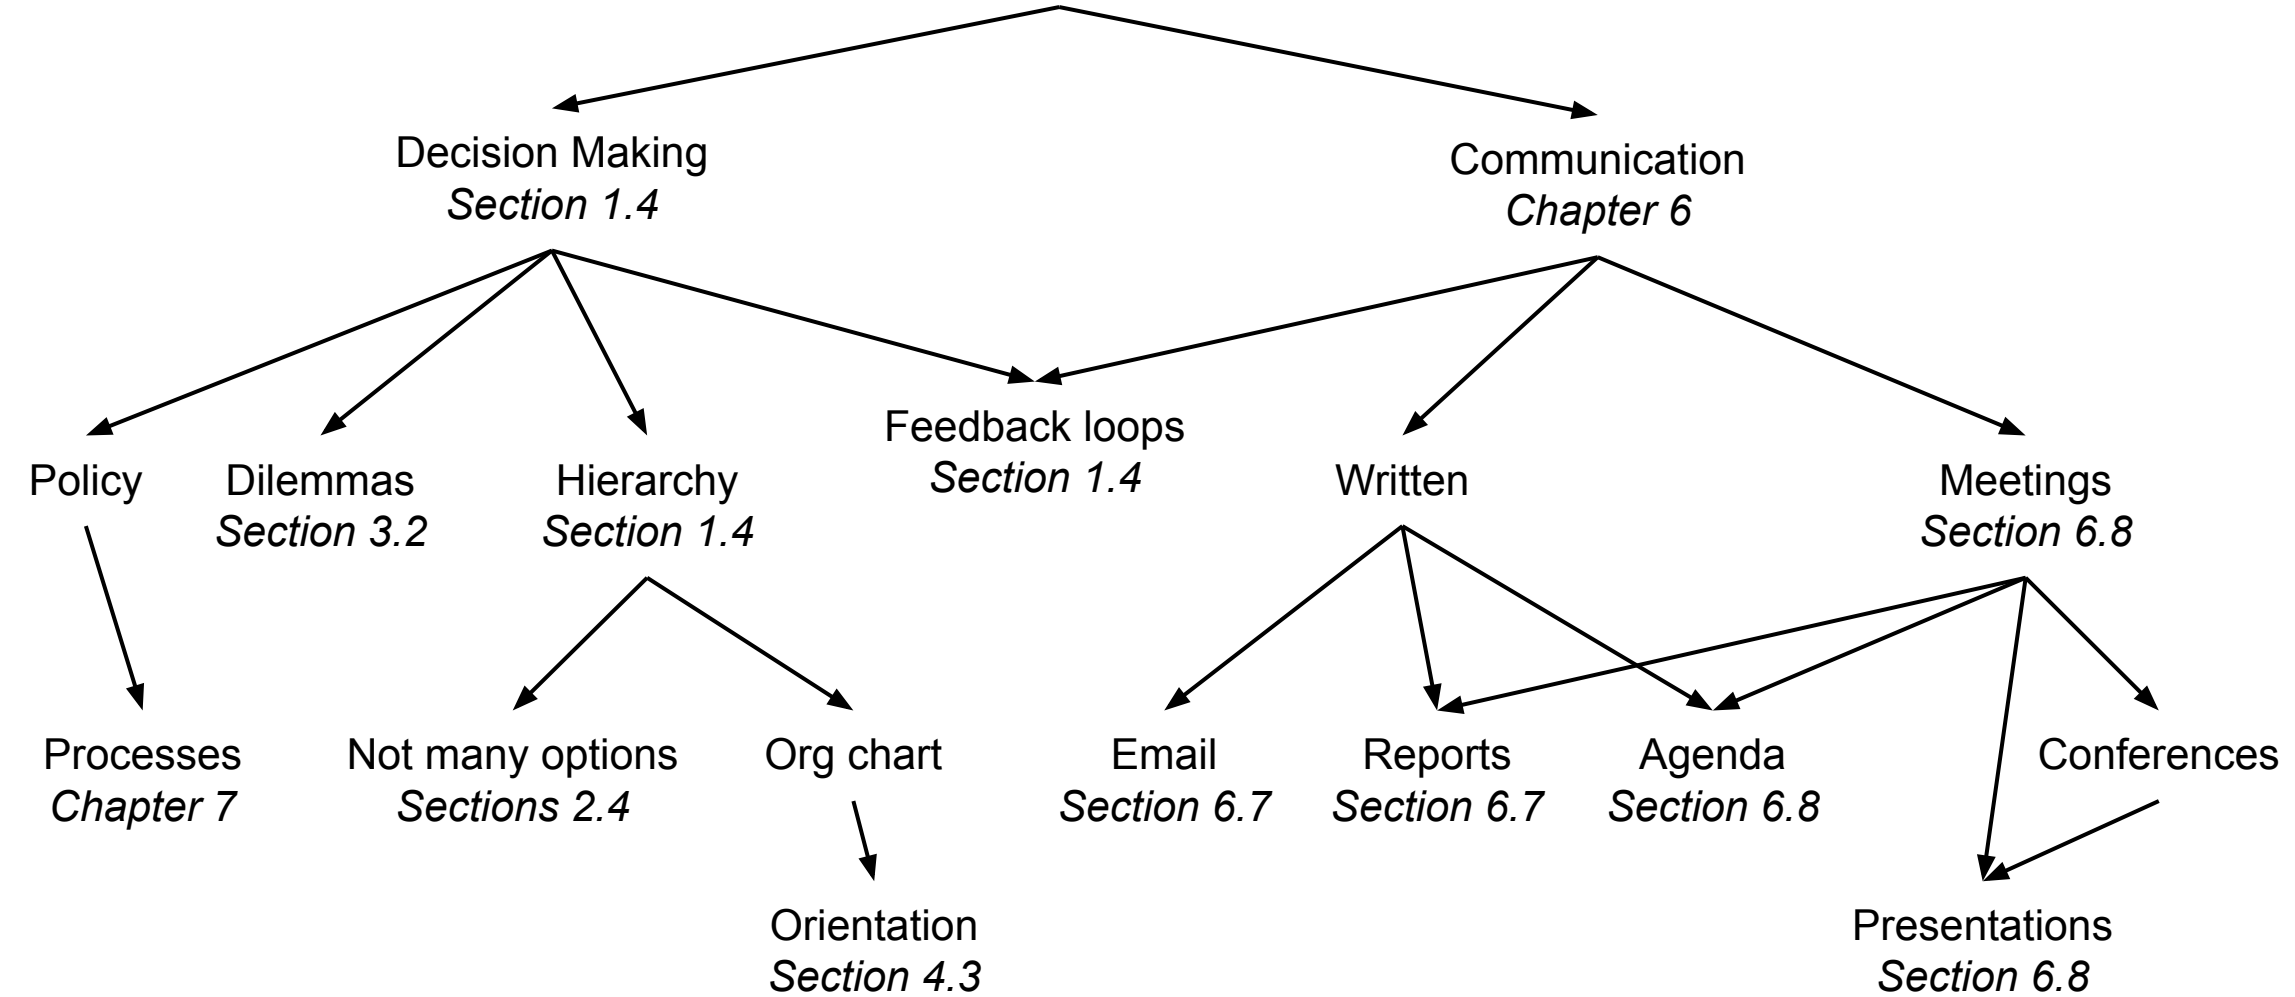 Decision Making
Section 1.4
Communication
Chapter 6
Feedback loops
Section 1.4
Policy
Dilemmas
Section 3.2
Hierarchy
Section 1.4
Written
Meetings
Section 6.8
Processes
Chapter 7
Not many options
Sections 2.4
Org chart
Email
Section 6.7
Reports
Section 6.7
Agenda
Section 6.8
Conferences
Orientation
Section 4.3
Presentations
Section 6.8